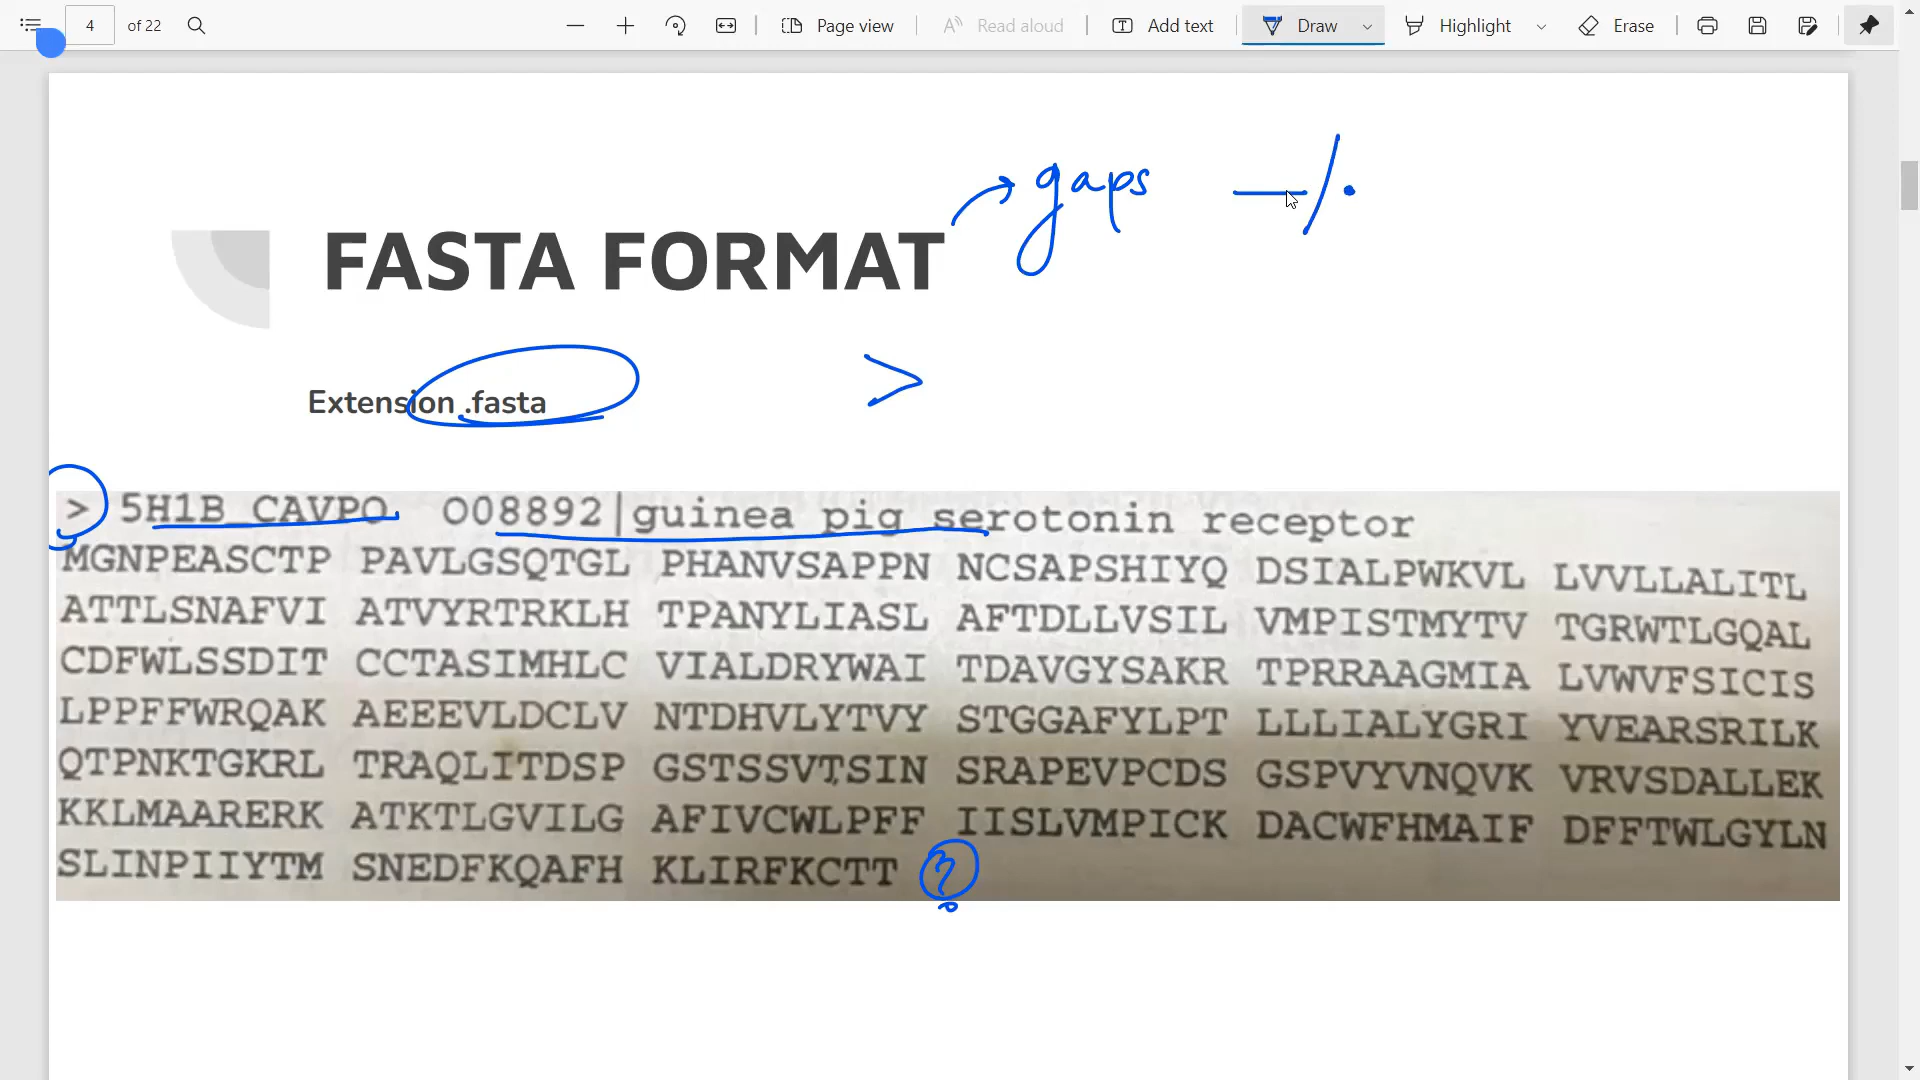 4 of 22 Page view Read aloud Add text Draw Highlight Erase
gaps —/.
FASTA FORMAT
Extension .fasta
>
> 5H1B_CAVPO O08892|guinea pig serotonin receptor
MGNPEASCTP PAVLGSQTGL PHANVSAPPN NCSAPSHIYQ DSIALPWKVL LVVLLALITL
ATTLSNAFVI ATVYRTRKLH TPANYLIASL AFTDLLVSIL VMPISTMYTV TGRWTLGQAL
CDFWLSSDIT CCTASIMHLC VIALDRYWAI TDAVGYSAKR TPRRAAGMIA LVWVFSICIS
LPPFFWRQAK AEEEVLDCLV NTDHVLYTVY STGGAFYLPT LLLIALYGRI YVEARSRILK
QTPNKTGKRL TRAQLITDSP GSTSSVTSIN SRAPEVPCDS GSPVYVNQVK VRVSDALLEK
KKLMAARERK ATKTLGVILG AFIVCWLPFF IISLVMPICK DACWFHMAIF DFFTWLGYLN
SLINPIIYTM SNEDFKQAFH KLIRFKCTT